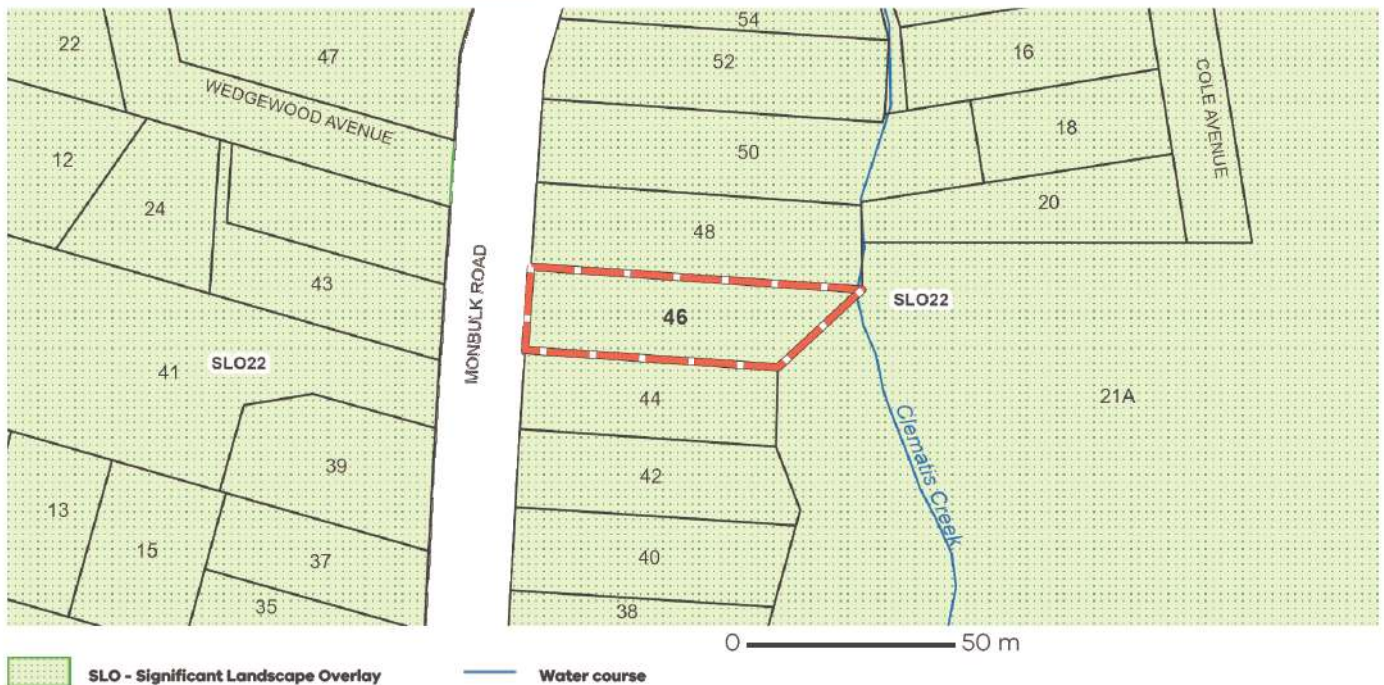 54
22
47
52
16
COLE AVENUE
WEDGEWOOD AVENUE
18
12
50
24
20
48
MONBULK ROAD
43
SLO22
46
SLO22
41
44
21A
Clematis Creek
39
42
13
15
37
40
35
38
0 50 m
SLO - Significant Landscape Overlay
Water course